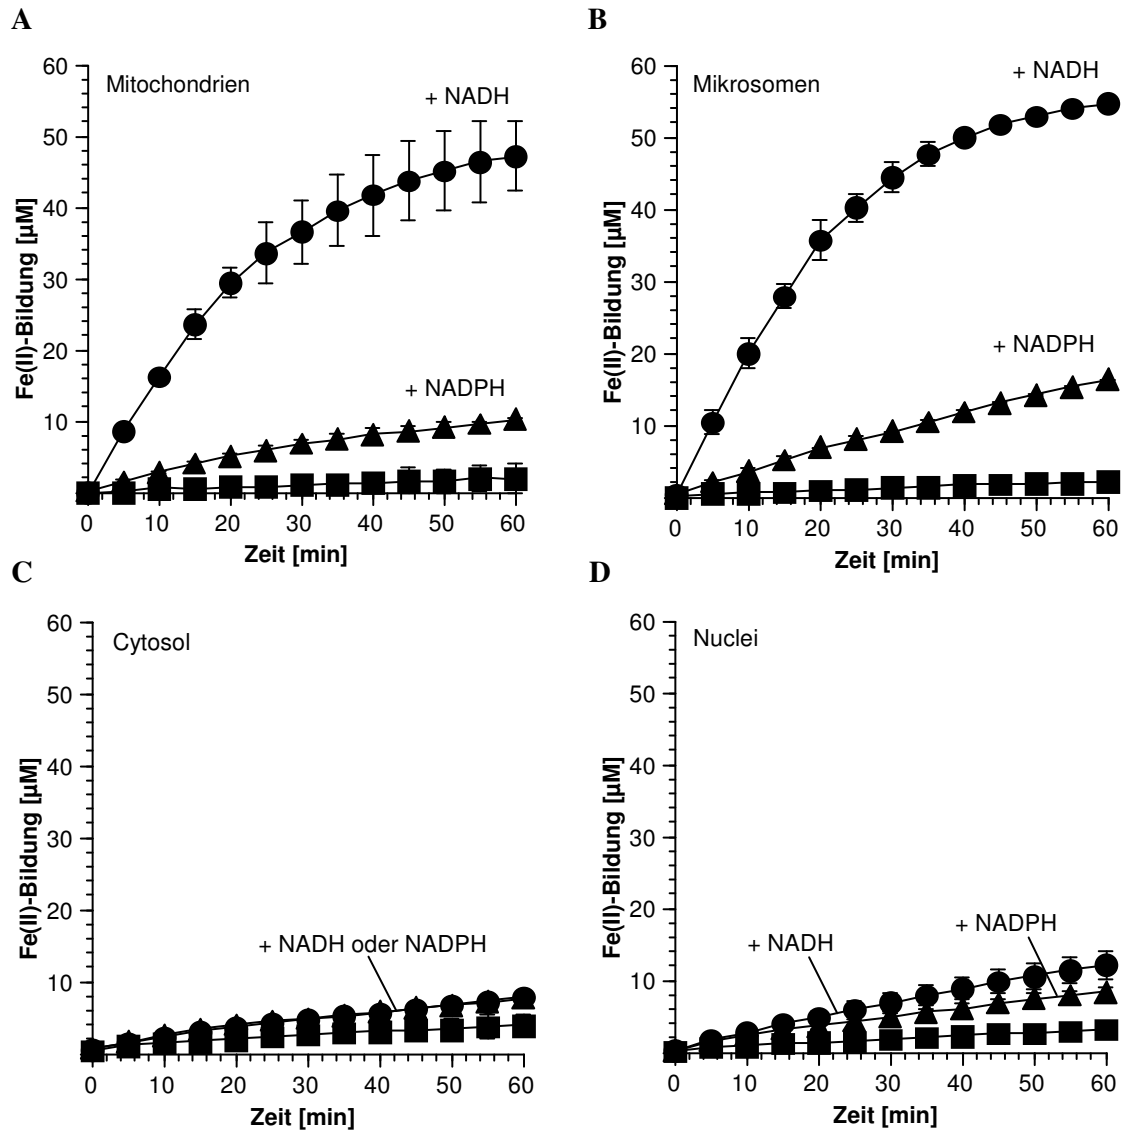 A
60
50
40
30
20
10
Fe(II)-Bildung [µM]
Mitochondrien
+ NADH
+ NADPH
0 10 20 30 40 50 60
Zeit [min]
B
60
50
40
30
20
10
Fe(II)-Bildung [µM]
Mikrosomen
+ NADH
+ NADPH
0 10 20 30 40 50 60
Zeit [min]
C
60
50
40
30
20
10
Fe(II)-Bildung [µM]
Cytosol
+ NADH oder NADPH
0 10 20 30 40 50 60
Zeit [min]
D
60
50
40
30
20
10
Fe(II)-Bildung [µM]
Nuclei
+ NADH
+ NADPH
0 10 20 30 40 50 60
Zeit [min]